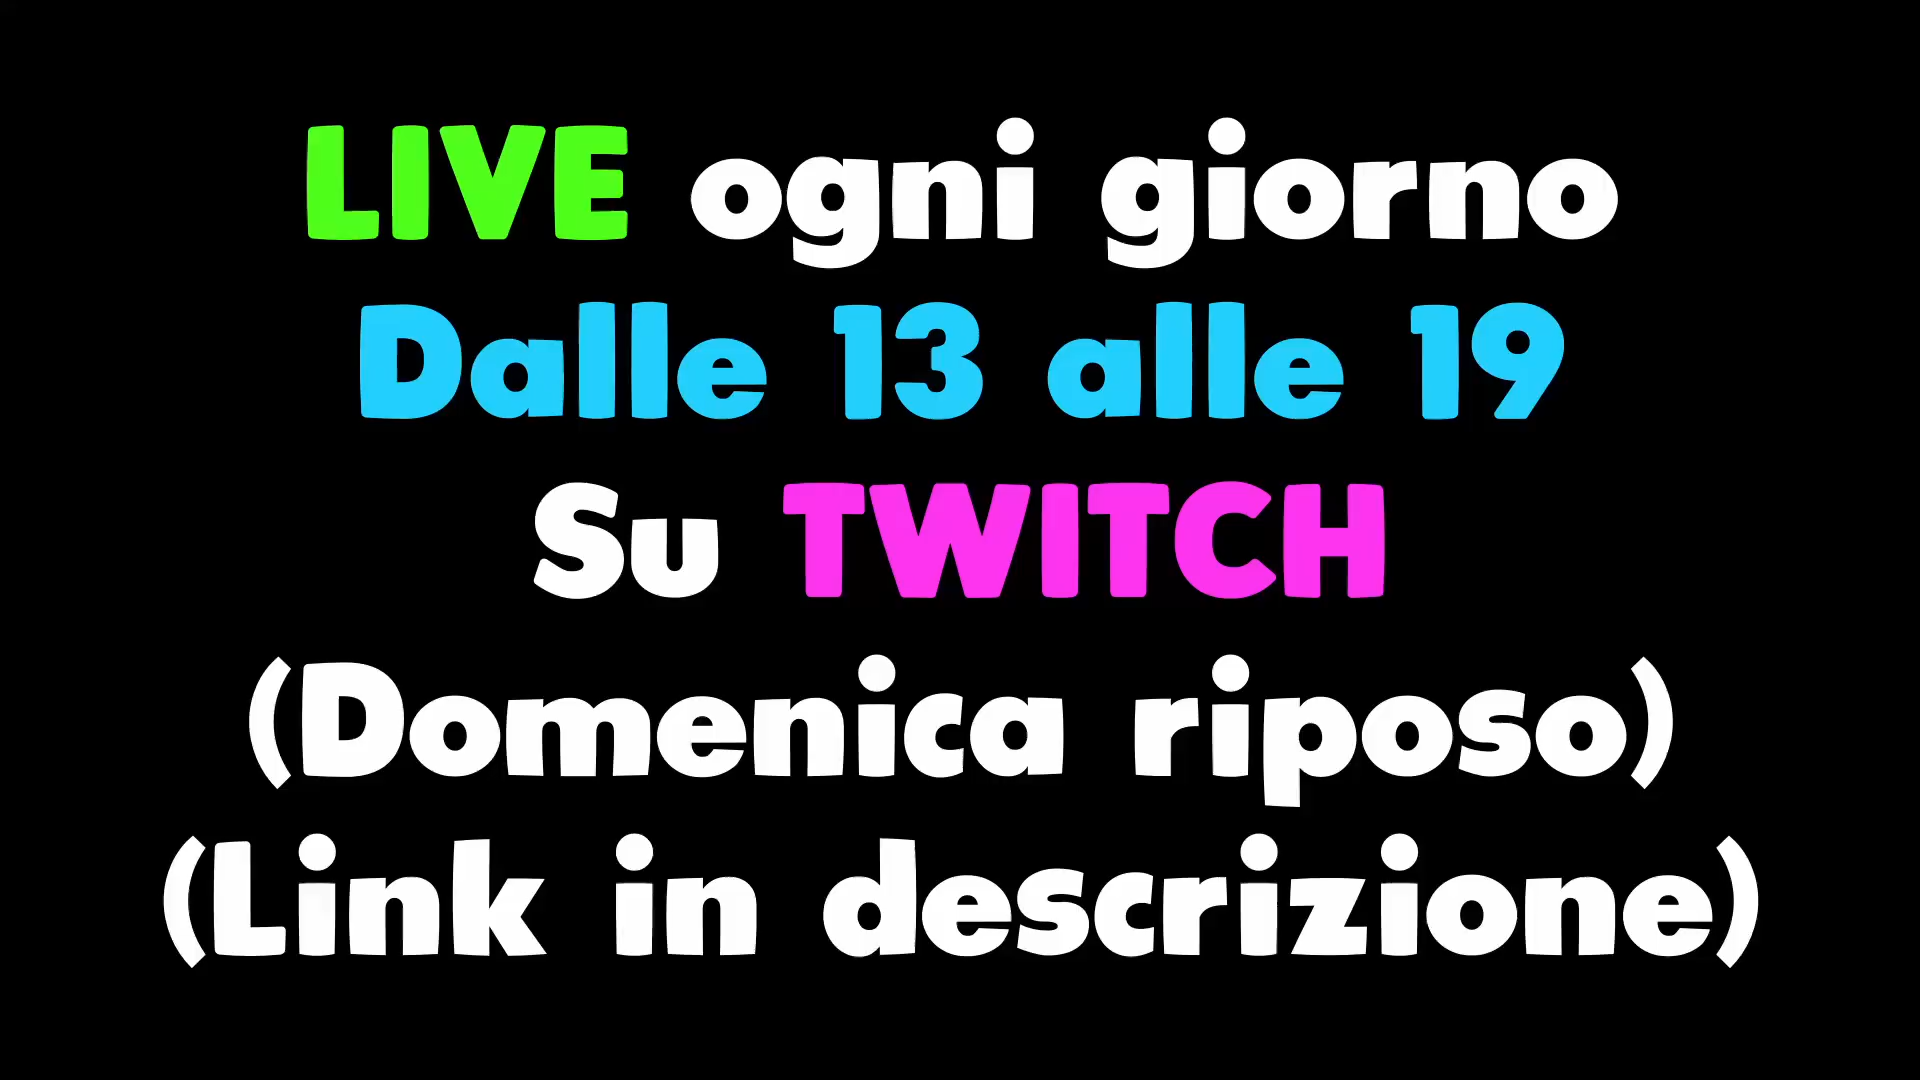 LIVE ogni giorno
Dalle 13 alle 19
Su TWITCH
(Domenica riposo)
(Link in descrizione)